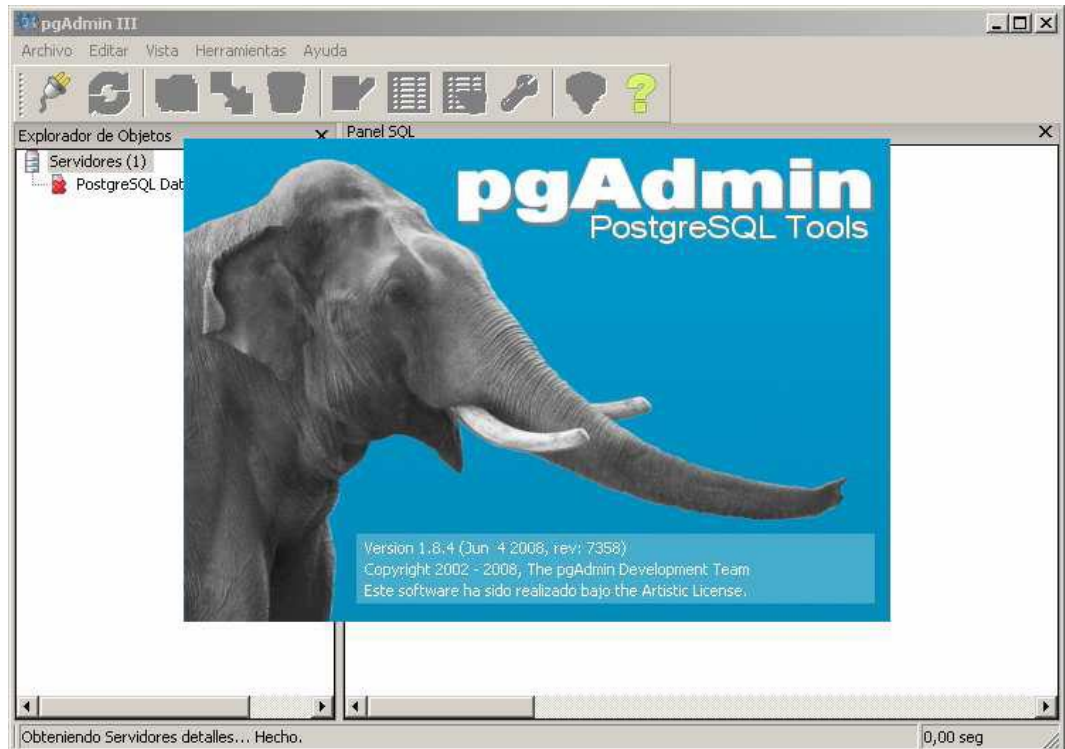 pgAdmin III
Archivo Editar Vista Herramientas Ayuda
Explorador de Objetos
Panel SQL
Servidores (1)
PostgreSQL Dat
pgAdmin
PostgreSQL Tools
Version 1.8.4 (Jun 4 2008, rev: 7358)
Copyright 2002 - 2008, The pgAdmin Development Team
Este software ha sido realizado bajo the Artistic License.
Obteniendo Servidores detalles... Hecho.
0,00 seg